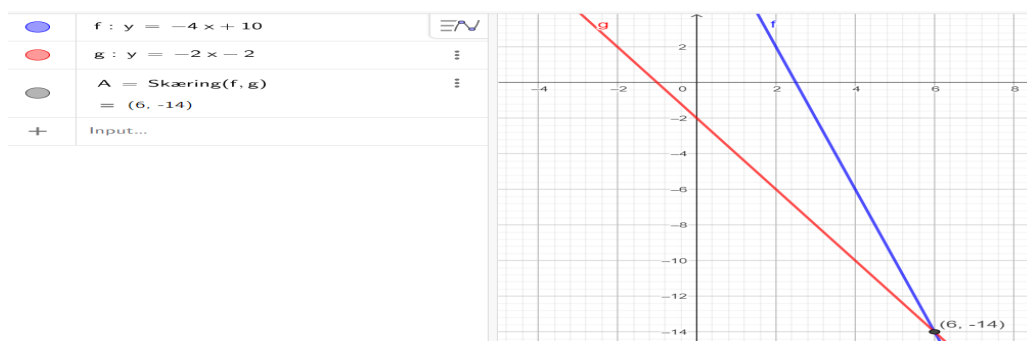 f : y = −4 x + 10
g : y = −2 x − 2
A = Skæring(f, g)
= (6, -14)
+ Input...
g
f
2
−4 −2 0 2 4 6 8
−2
−4
−6
−8
−10
−12
−14
(6, -14)